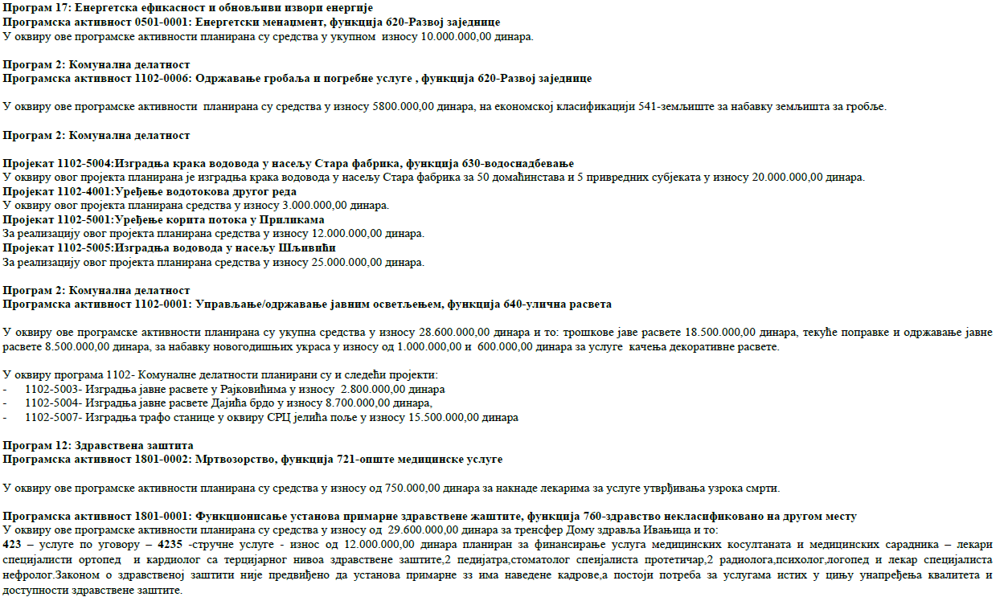 Програм 17: Енергетска ефикасност и обновљиви извори енергије
Програмска активност 0501-0001: Енергетски менаџмент, функција 620-Развој заједнице
У оквиру ове програмске активности планирана су средства у укупном износу 10.000.000,00 динара.
Програм 2: Комунална делатност
Програмска активност 1102-0006: Одржавање гробаља и погребне услуге , функција 620-Развој заједнице
У оквиру ове програмске активности планирана су средства у износу 5800.000,00 динара, на економској класификацији 541-земљиште за набавку земљишта за гробље.
Програм 2: Комунална делатност
Пројекат 1102-5004:Изградња крака водовода у насељу Стара фабрика, функција 630-водоснадбевање
У оквиру овог пројекта планирана је изградња крака водовода у насељу Стара фабрика за 50 домаћинстава и 5 привредних субјеката у износу 20.000.000,00 динара.
Пројекат 1102-4001:Уређење водотокова другог реда
У оквиру овог пројекта планирана средства у износу 3.000.000,00 динара.
Пројекат 1102-5001:Уређење корита потока у Приликама
За реализацију овог пројекта планирана средства у износу 12.000.000,00 динара.
Пројекат 1102-5005:Изградња водовода у насељу Шљивићи
За реализацију овог пројекта планирана средства у износу 25.000.000,00 динара.
Програм 2: Комунална делатност
Програмска активност 1102-0001: Управљање/одржавање јавним осветљењем, функција 640-улична расвета
У оквиру ове програмске активности планирана су укупна средства у износу 28.600.000,00 динара и то: трошкове јаве расвете 18.500.000,00 динара, текуће поправке и одржавање јавне
расвете 8.500.000,00 динара, за набавку новогодишњих украса у износу од 1.000.000,00 и 600.000,00 динара за услуге качења декоративне расвете.
У оквиру програма 1102- Комуналне делатности планирани су и следећи пројекти:
- 1102-5003- Изградња јавне расвете у Рајковићима у износу 2.800.000,00 динара
- 1102-5004- Изградња јавне расвете Дајића брдо у износу 8.700.000,00 динара,
- 1102-5007- Изградња трафо станице у оквиру СРЦ јелића поље у износу 15.500.000,00 динара
Програм 12: Здравствена заштита
Програмска активност 1801-0002: Мртвозорство, функција 721-опште медицинске услуге
У оквиру ове програмске активности планирана су средства у износу од 750.000,00 динара за накнаде лекарима за услуге утврђивања узрока смрти.
Програмска активност 1801-0001: Функционисање установа примарне здравствене жаштите, функција 760-здравство некласификовано на другом месту
У оквиру ове програмске активности планирана су средства у износу од 29.600.000,00 динара за тренсфер Дому здравља Ивањица и то:
423 – услуге по уговору – 4235 -стручне услуге - износ од 12.000.000,00 динара планиран за финансирање услуга медицинских косултаната и медицинских сарадника – лекари
специјалисти ортопед и кардиолог са терцијарног нивоа здравствене заштите,2 педијатра,стоматолог спеијалиста протетичар,2 радиолога,психолог,логопед и лекар специјалиста
нефролог.Законом о здравственој заштити није предвиђено да установа примарне зз има наведене кадрове,а постоји потреба за услугама истих у цињу унапређења квалитета и
доступности здравствене заштите.